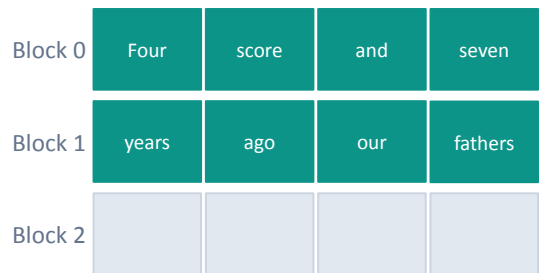 Block 0 Four score and seven
Block 1 years ago our fathers
Block 2